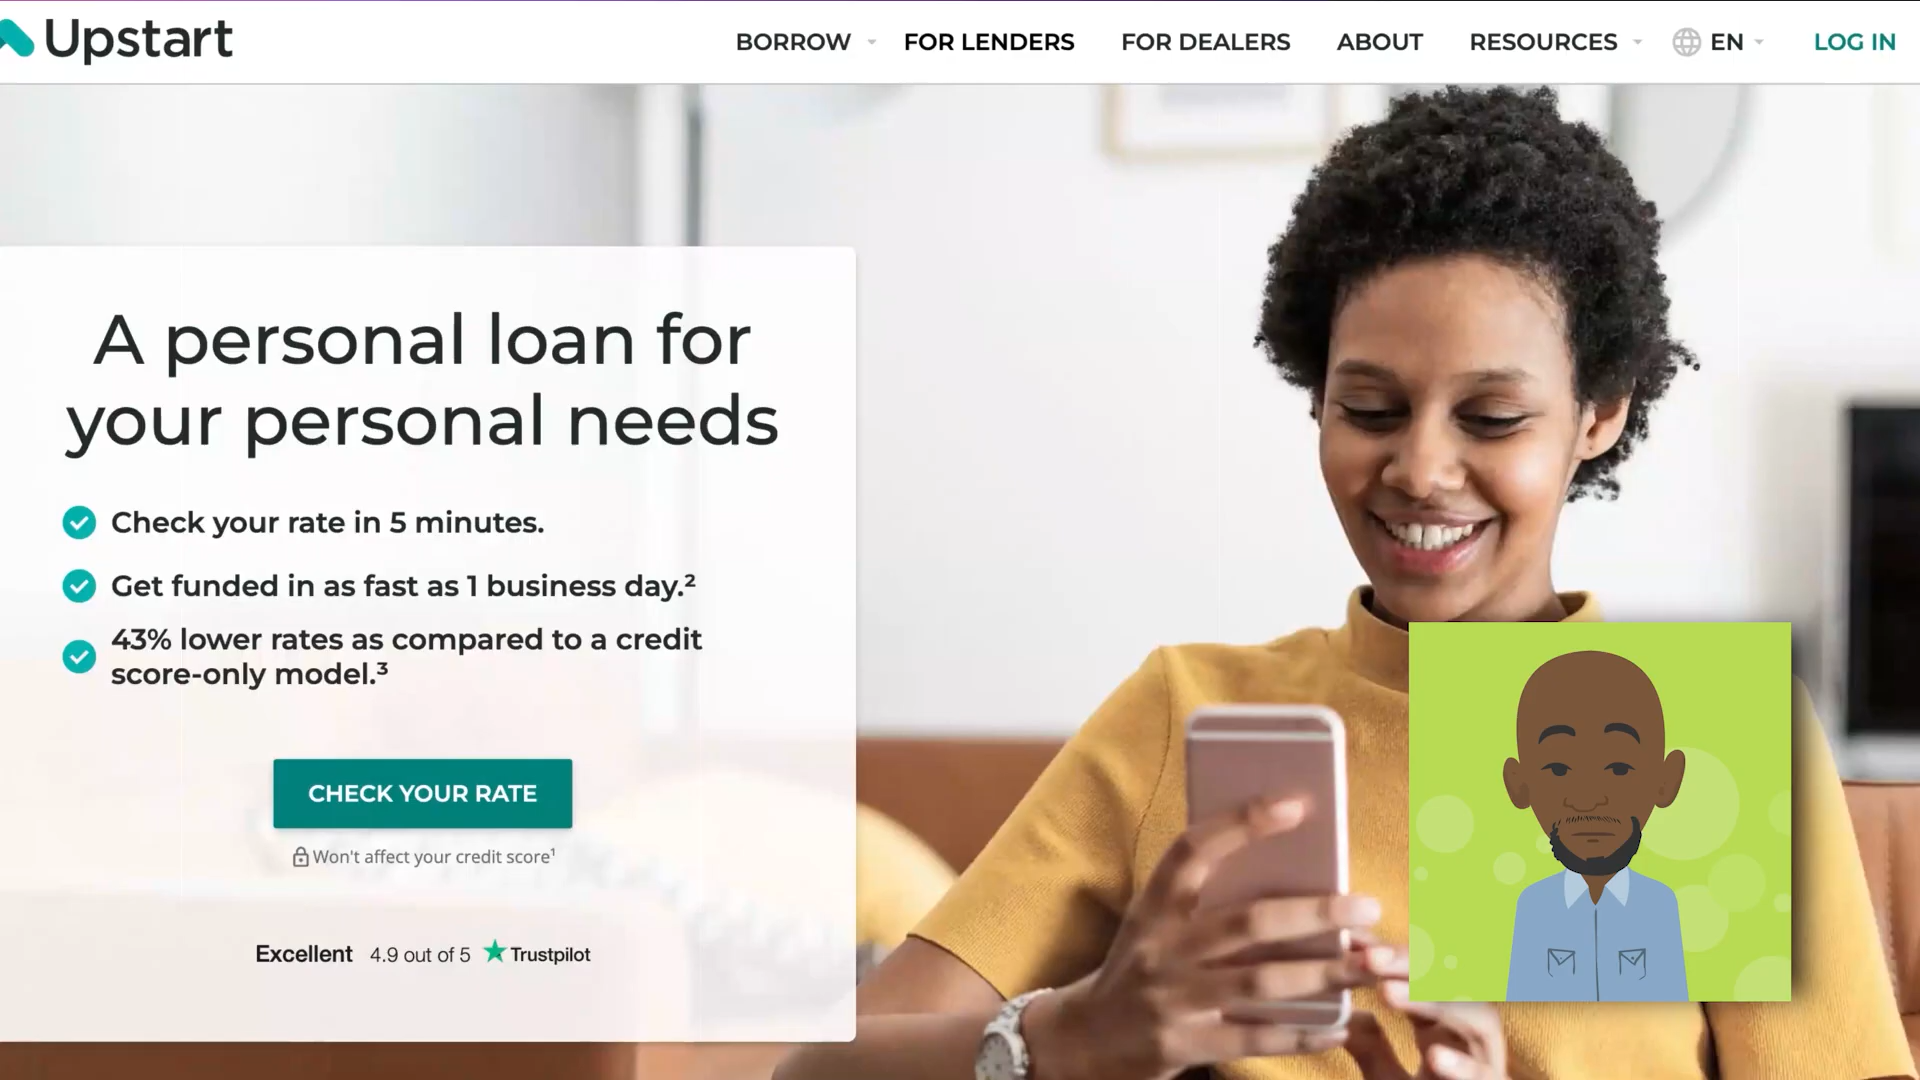 Upstart
BORROW
FOR LENDERS
FOR DEALERS
ABOUT
RESOURCES
EN
LOG IN
A personal loan for
your personal needs
Check your rate in 5 minutes.
Get funded in as fast as 1 business day.²
43% lower rates as compared to a credit
score-only model.³
CHECK YOUR RATE
Won't affect your credit score¹
Excellent 4.9 out of 5 Trustpilot